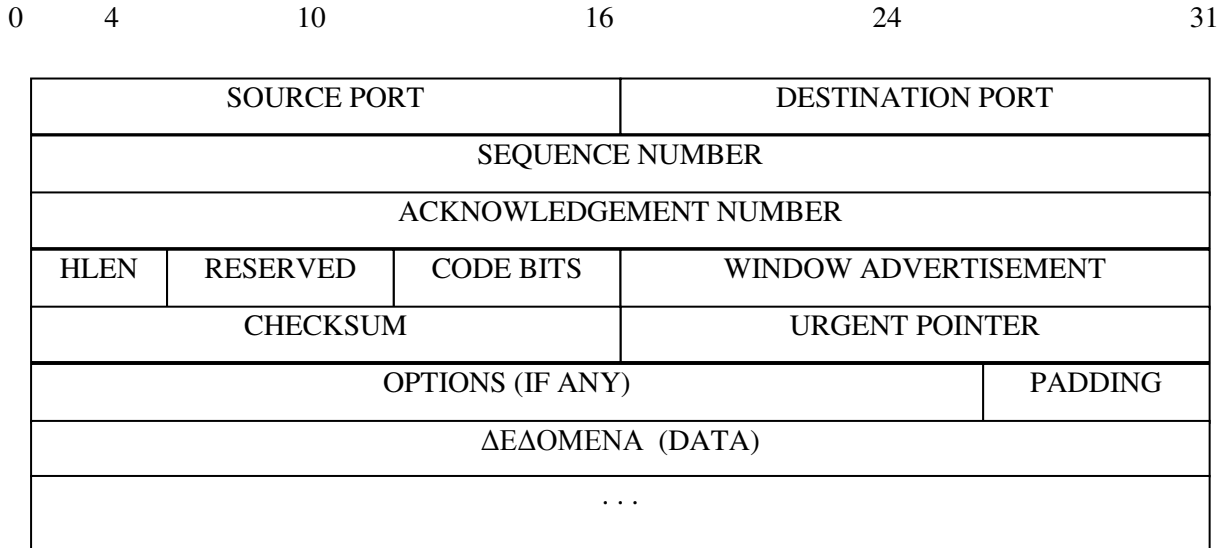 0 4 10 16 24 31
SOURCE PORT DESTINATION PORT
SEQUENCE NUMBER
ACKNOWLEDGEMENT NUMBER
HLEN RESERVED CODE BITS WINDOW ADVERTISEMENT
CHECKSUM URGENT POINTER
OPTIONS (IF ANY) PADDING
ΔΕΔΟΜΕΝΑ (DATA)
. . .